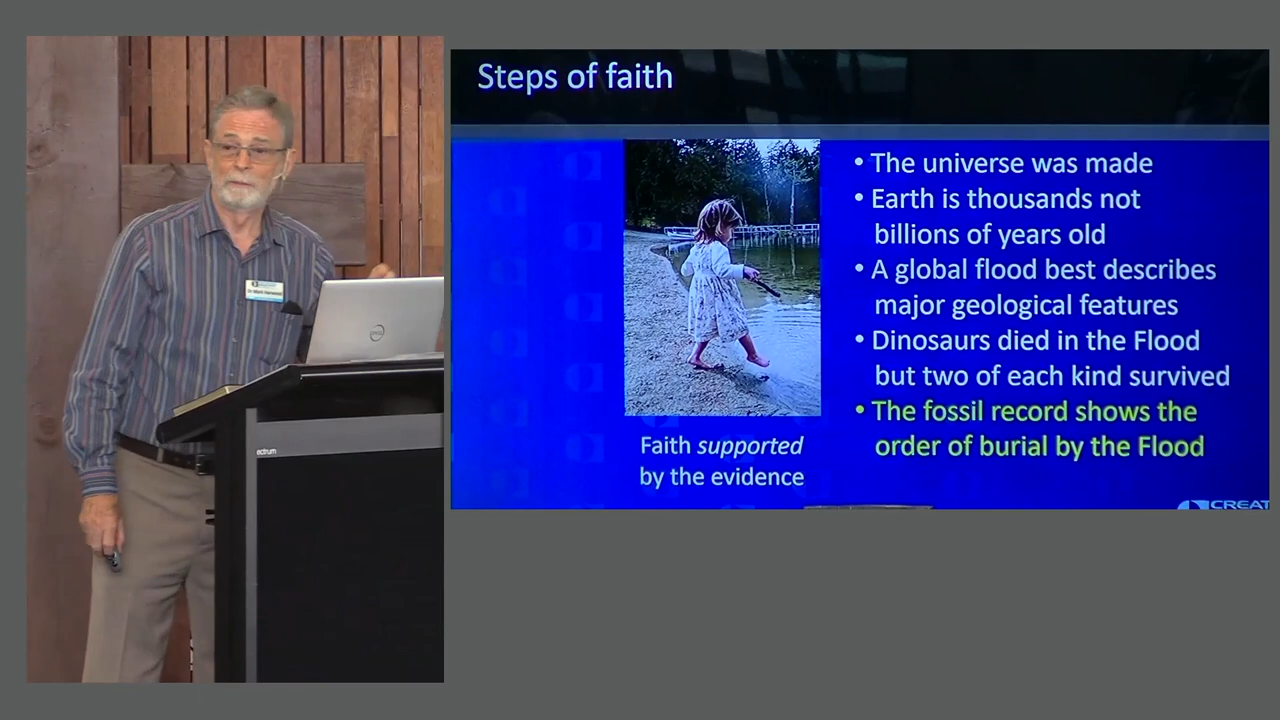 Steps of faith
• The universe was made
• Earth is thousands not
billions of years old
• A global flood best describes
major geological features
• Dinosaurs died in the Flood
but two of each kind survived
• The fossil record shows the
order of burial by the Flood
Faith supported
by the evidence
CREAT
DELL
ectrum